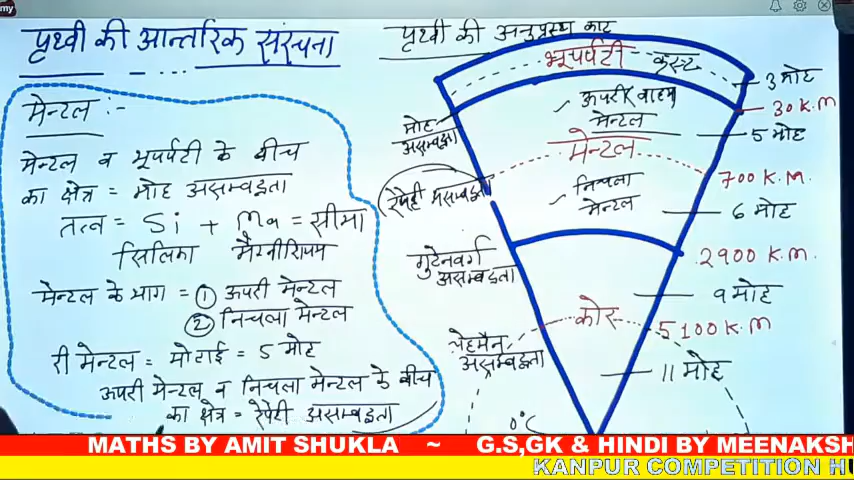 my
पृथ्वी की आन्तरिक संरचना
मेन्टल :-
मेन्टल व भूपर्पटी के बीच
का क्षेत्र = मोह असम्बद्धता
तत्व = Si + Ma = सीमा
सिलिका मैग्नीशियम
मेन्टल के भाग = ① ऊपरी मेन्टल
② निचला मेन्टल
री मेन्टल = मोटाई = 5 मोह
ऊपरी मेन्टल व निचला मेन्टल के बीच
का क्षेत्र = रेपेटी असम्बद्धता
पृथ्वी की अनुप्रस्थ काट
भूपर्पटी क्रस्ट
3 मोह
30 K.M
ऊपरी/वाह्य
मेन्टल
मोह
असम्बद्धता
5 मोह
मेन्टल
700 K.M.
रेपेटी असम्बद्धता
निचला
मेन्टल
6 मोह
गुटेनवर्ग
असम्बद्धता
2900 K.M.
9 मोह
कोर
5100 K.M
लेहमैन
असम्बद्धता
11 मोह
0°C
MATHS BY AMIT SHUKLA ~ G.S,GK & HINDI BY MEENAKSH
KANPUR COMPETITION HU